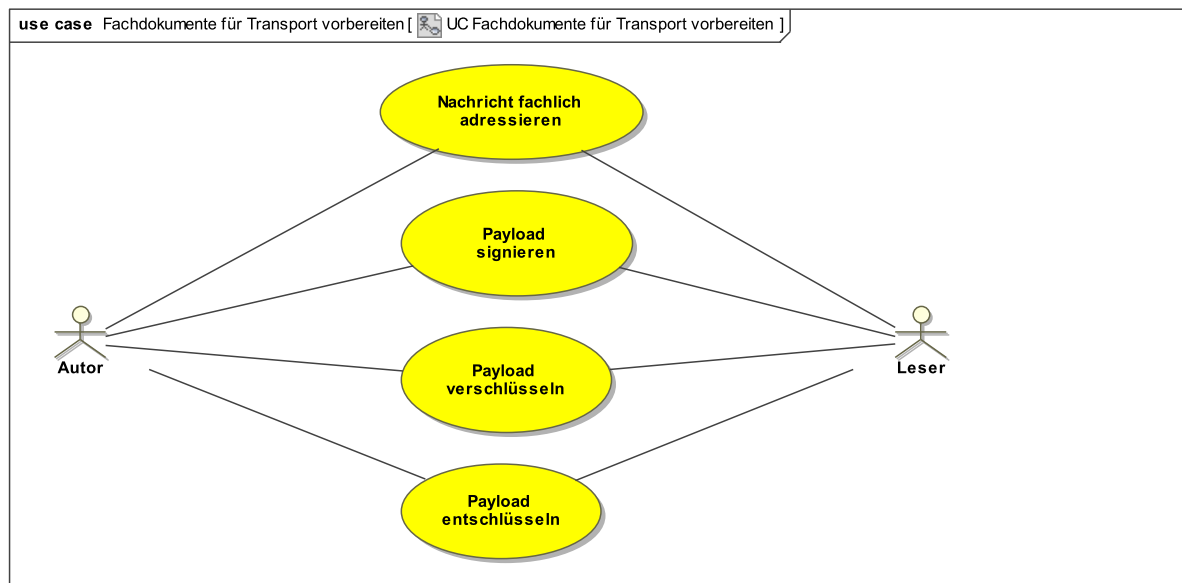 use case Fachdokumente für Transport vorbereiten [ UC Fachdokumente für Transport vorbereiten ]
Nachricht fachlich
adressieren
Payload
signieren
Autor
Leser
Payload
verschlüsseln
Payload
entschlüsseln